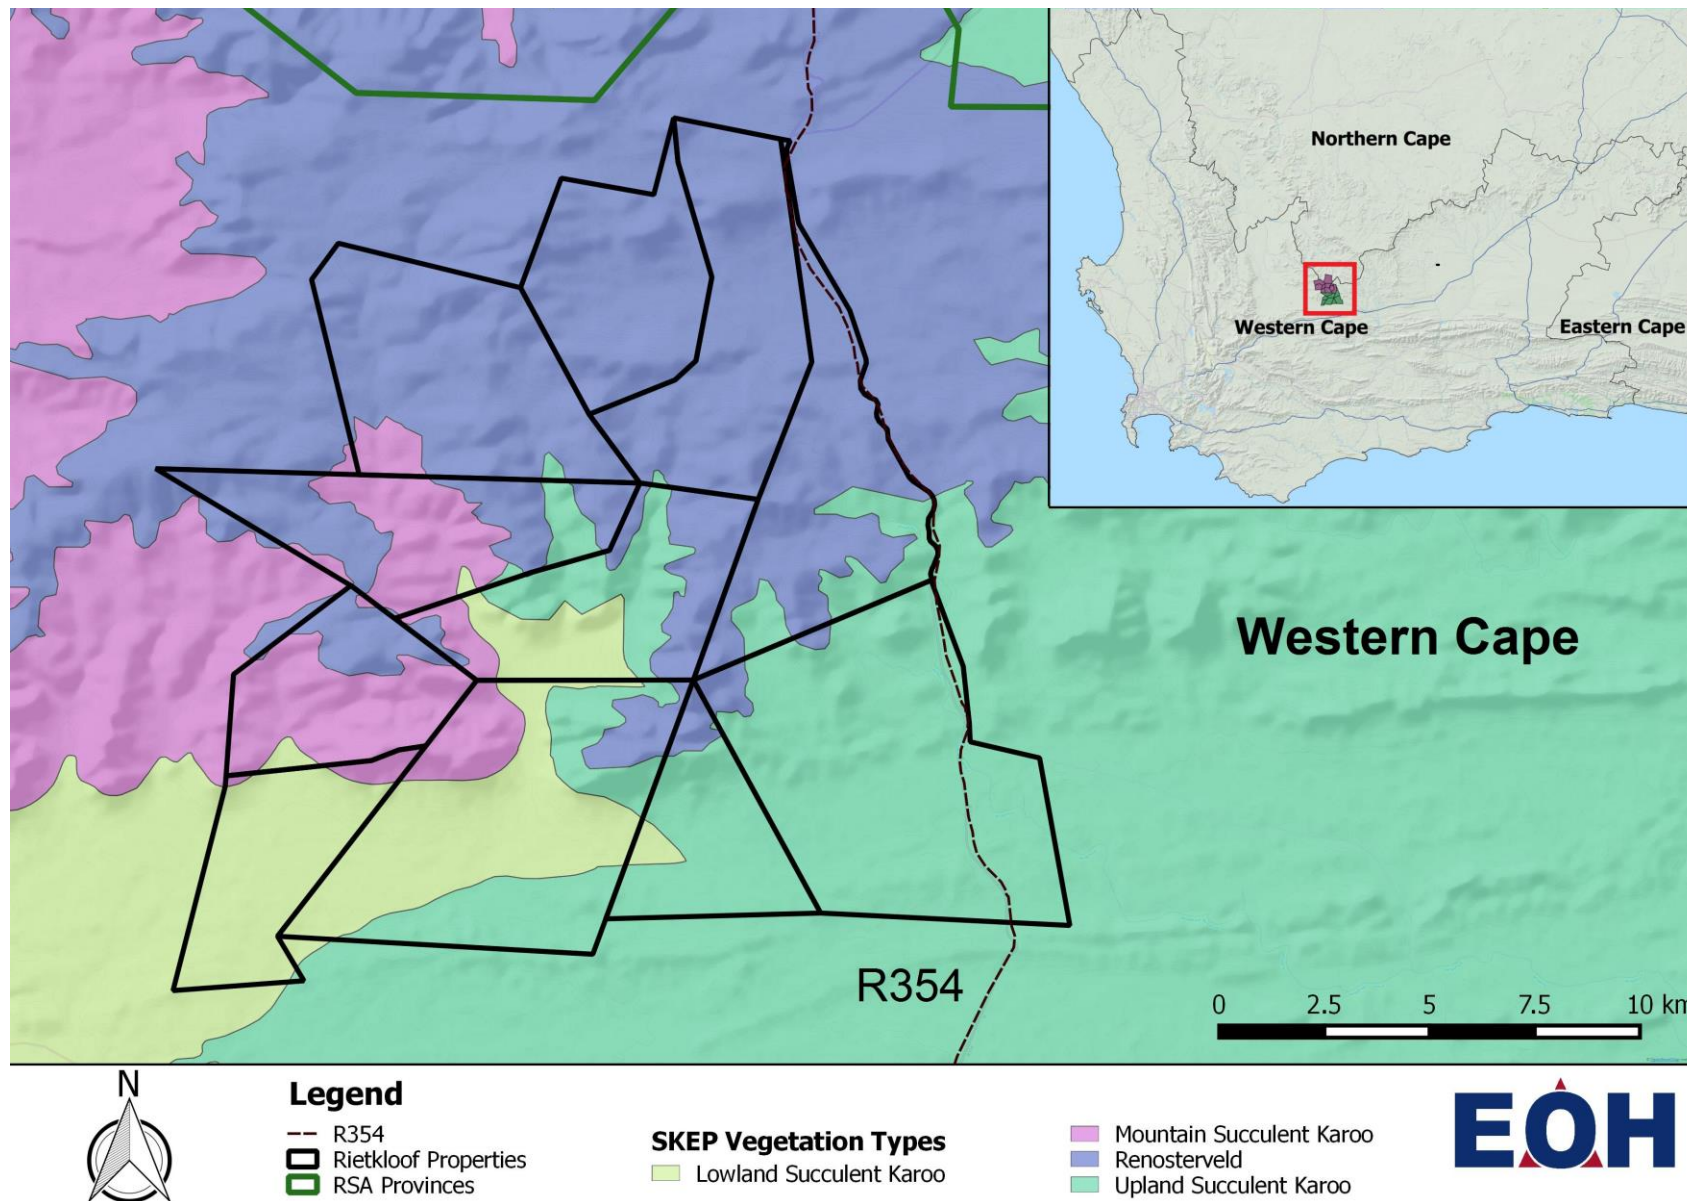 Northern Cape
Western Cape
Eastern Cape
Western Cape
R354
0 2.5 5 7.5 10 km
N
Legend
R354
Rietkloof Properties
RSA Provinces
SKEP Vegetation Types
Lowland Succulent Karoo
Mountain Succulent Karoo
Renosterveld
Upland Succulent Karoo
EOH